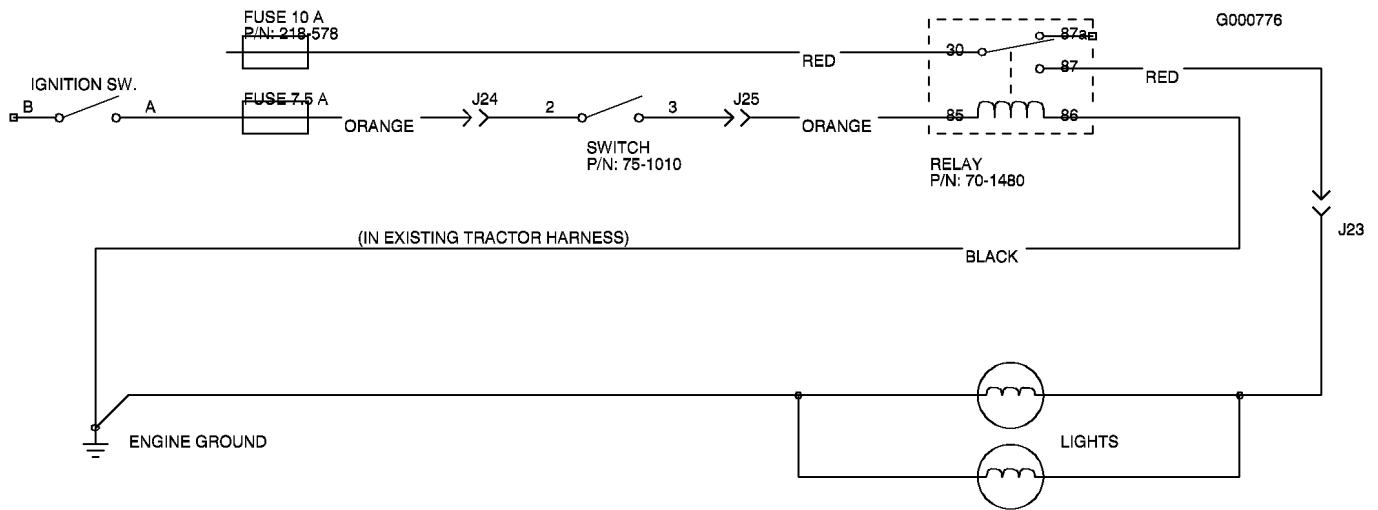 FUSE 10 A
P/N: 218-578
G000776
87a
30
RED
87
RED
IGNITION SW.
B
A
FUSE 7.5 A
ORANGE
J24
2
3
J25
ORANGE
85
86
SWITCH
P/N: 75-1010
RELAY
P/N: 70-1480
J23
(IN EXISTING TRACTOR HARNESS)
BLACK
ENGINE GROUND
LIGHTS